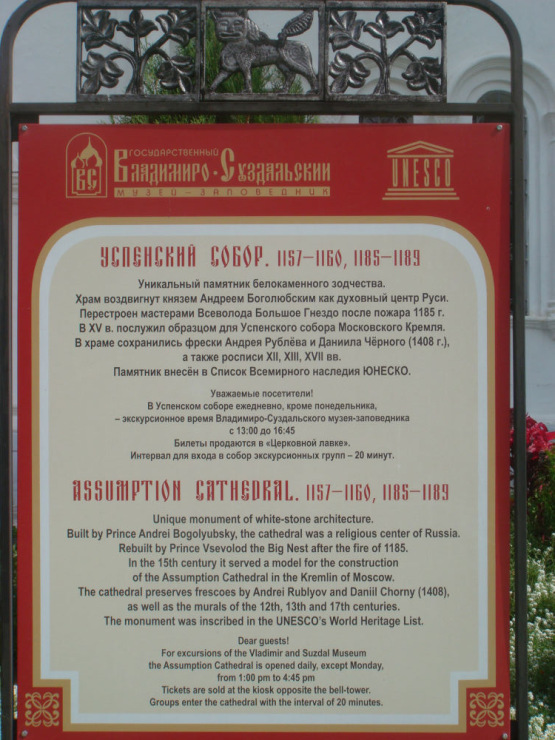 ГОСУДАРСТВЕННЫЙ
ВЛАДИМИРО-СУЗДАЛЬСКИЙ
МУЗЕЙ-ЗАПОВЕДНИК
ВС
UNESCO
УСПЕНСКИЙ СОБОР. 1157–1160, 1185–1189
Уникальный памятник белокаменного зодчества.
Храм воздвигнут князем Андреем Боголюбским как духовный центр Руси.
Перестроен мастерами Всеволода Большое Гнездо после пожара 1185 г.
В XV в. послужил образцом для Успенского собора Московского Кремля.
В храме сохранились фрески Андрея Рублёва и Даниила Чёрного (1408 г.),
а также росписи XII, XIII, XVII вв.
Памятник внесён в Список Всемирного наследия ЮНЕСКО.
Уважаемые посетители!
В Успенском соборе ежедневно, кроме понедельника,
– экскурсионное время Владимиро-Суздальского музея-заповедника
с 13:00 до 16:45
Билеты продаются в «Церковной лавке».
Интервал для входа в собор экскурсионных групп – 20 минут.
ASSUMPTION CATHEDRAL. 1157–1160, 1185–1189
Unique monument of white-stone architecture.
Built by Prince Andrei Bogolyubsky, the cathedral was a religious center of Russia.
Rebuilt by Prince Vsevolod the Big Nest after the fire of 1185.
In the 15th century it served a model for the construction
of the Assumption Cathedral in the Kremlin of Moscow.
The cathedral preserves frescoes by Andrei Rublyov and Daniil Chorny (1408),
as well as the murals of the 12th, 13th and 17th centuries.
The monument was inscribed in the UNESCO's World Heritage List.
Dear guests!
For excursions of the Vladimir and Suzdal Museum
the Assumption Cathedral is opened daily, except Monday,
from 1:00 pm to 4:45 pm
Tickets are sold at the kiosk opposite the bell-tower.
Groups enter the cathedral with the interval of 20 minutes.